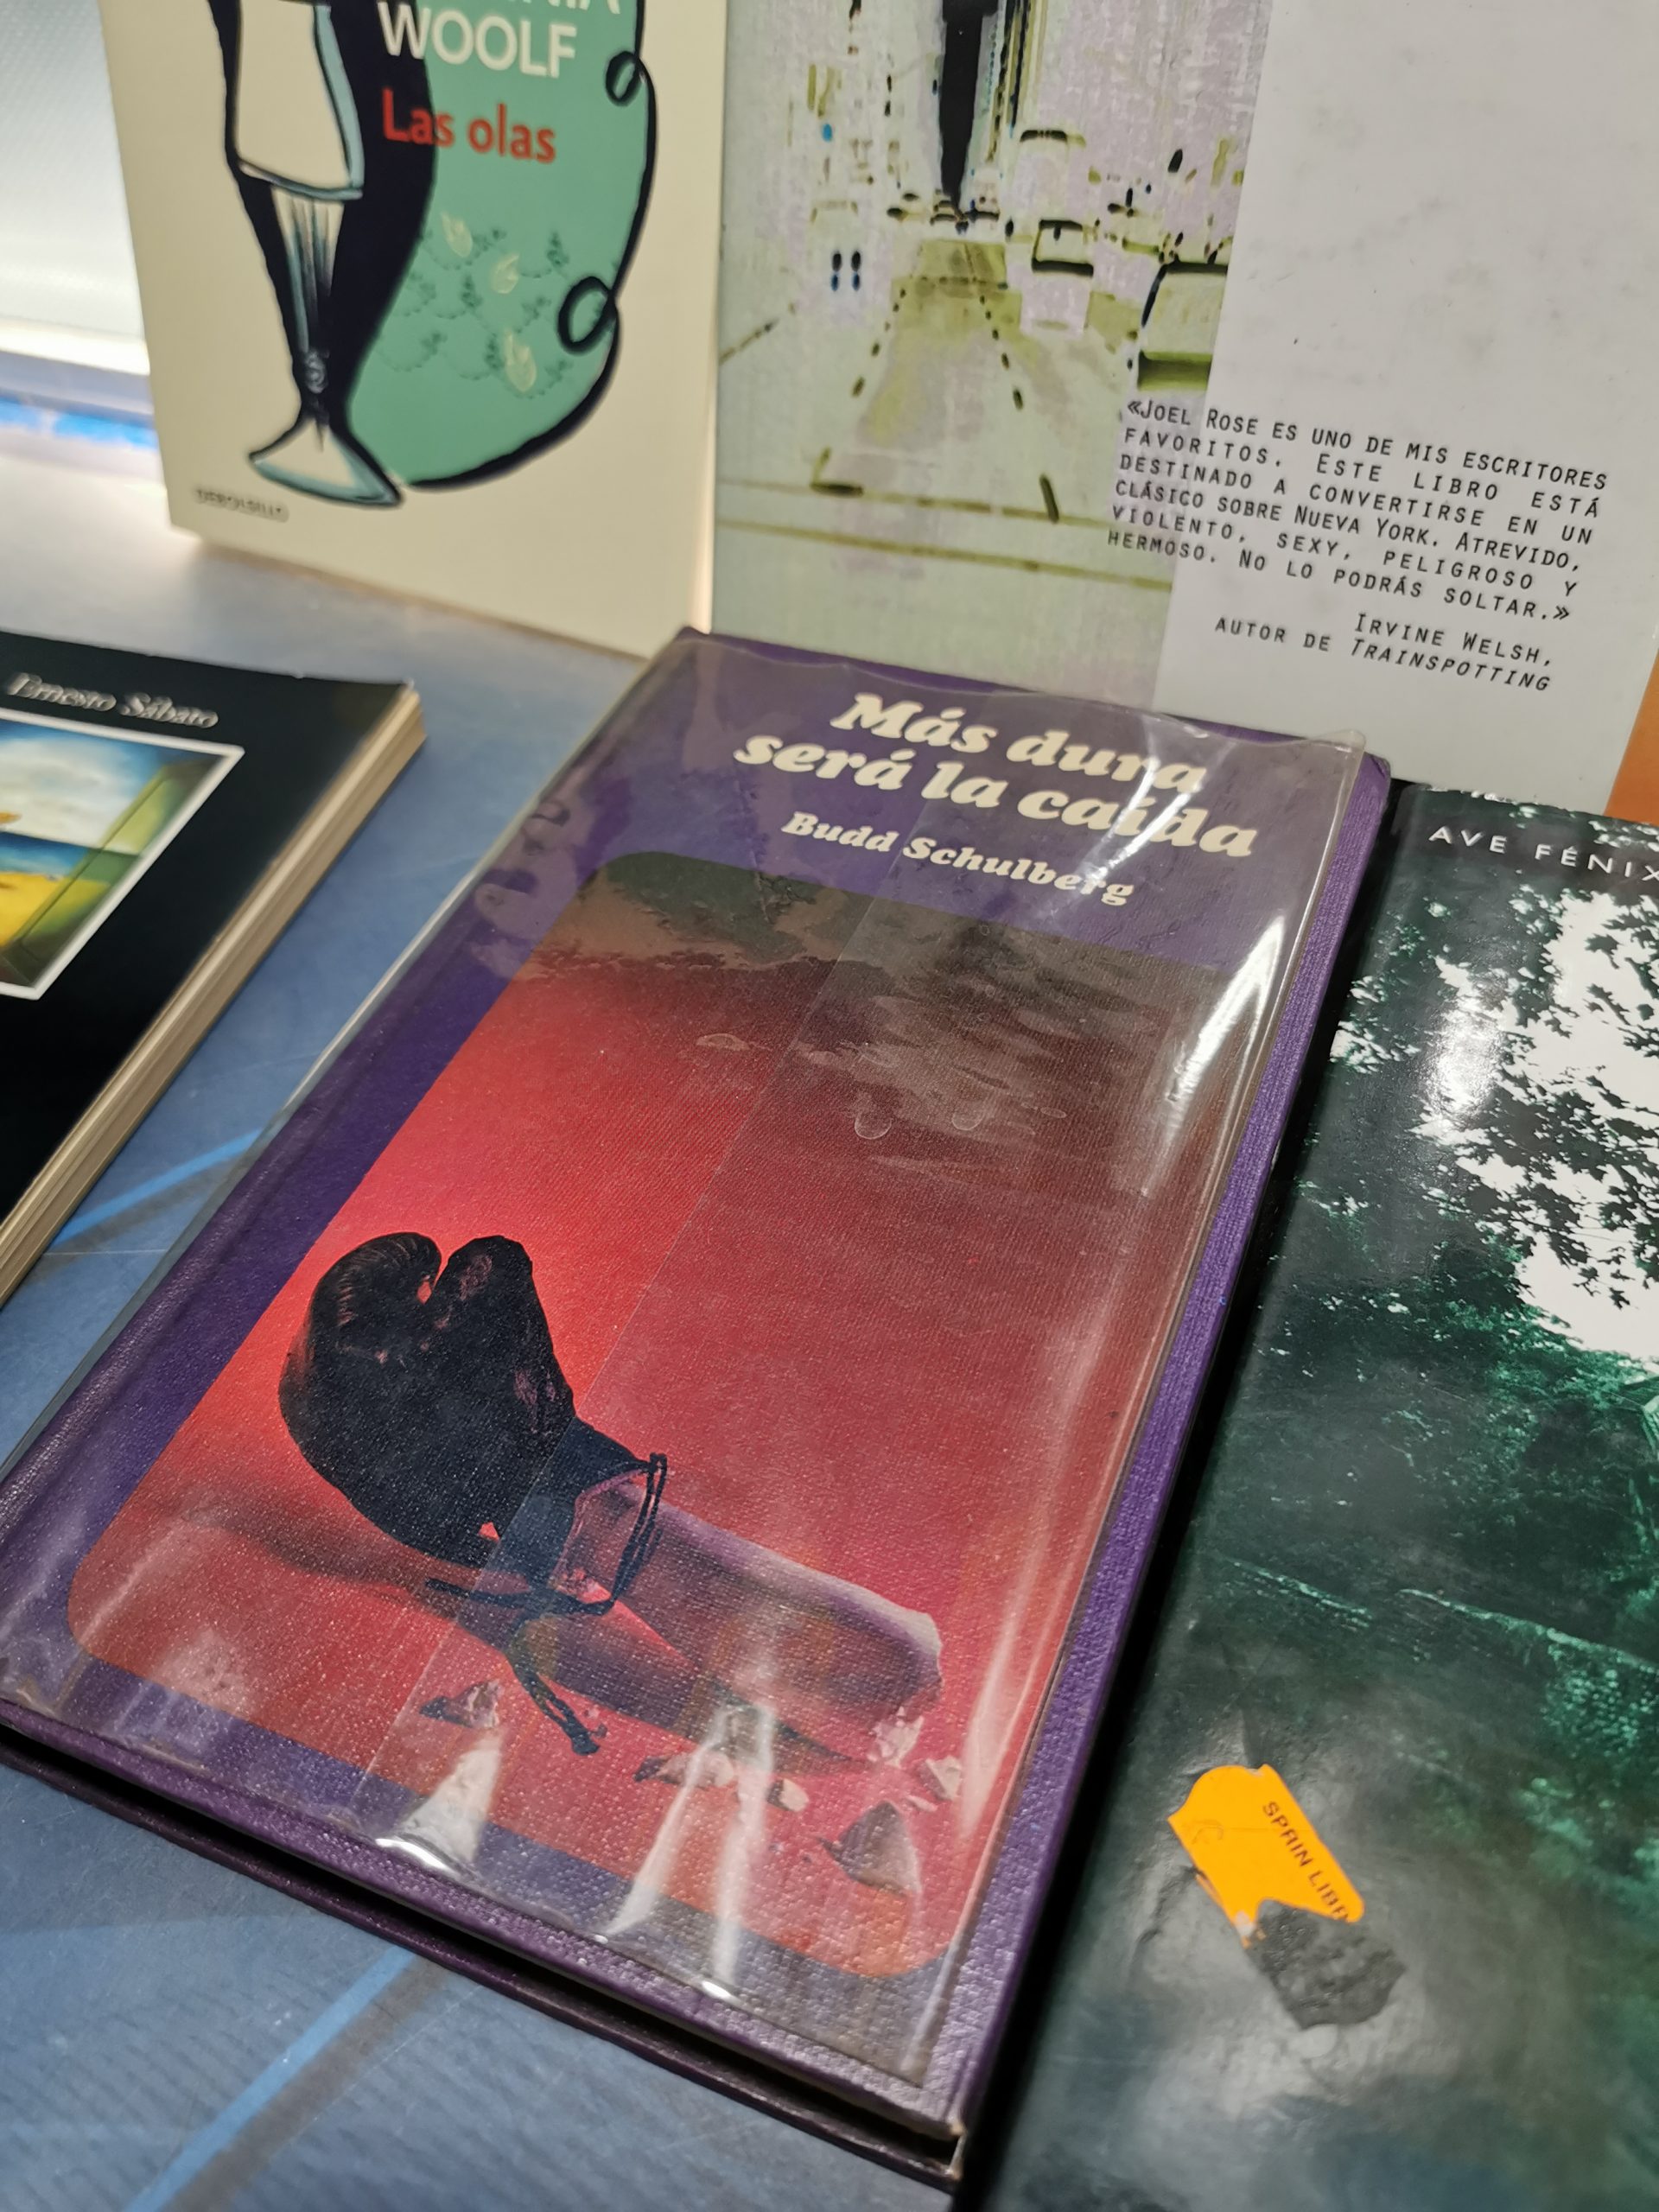 WOOLF
Las olas
DEBOLSILLO
«Joel Rose es uno de mis escritores
favoritos. Este libro está
destinado a convertirse en un
clásico sobre Nueva York. Atrevido,
violento, sexy, peligroso y
hermoso. No lo podrás soltar.»
Irvine Welsh,
autor de Trainspotting
Ernesto Sábato
Más dura
será la caída
Budd Schulberg
AVE FÉNIX
SPAIN LIBR